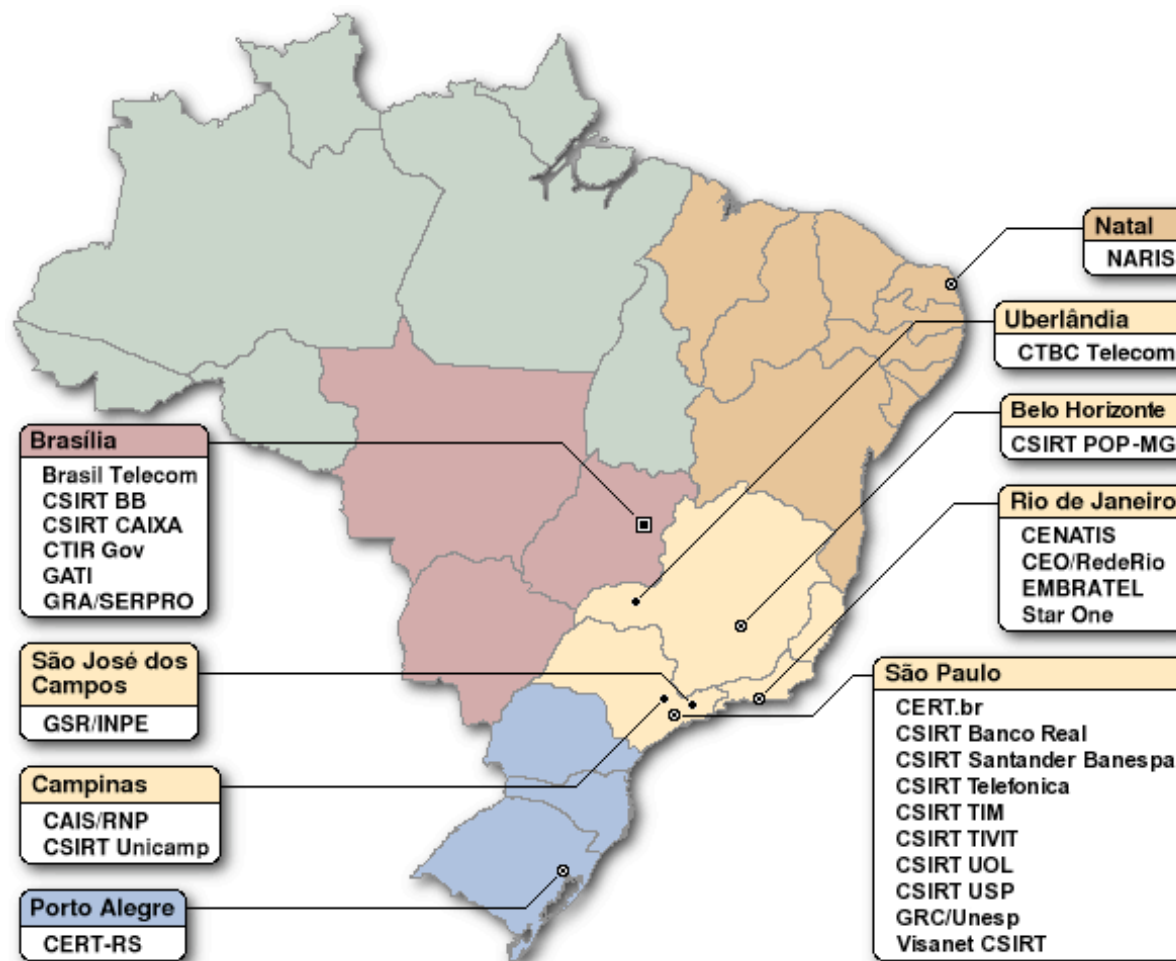 Natal
NARIS
Uberlândia
CTBC Telecom
Belo Horizonte
CSIRT POP-MG
Brasília
Brasil Telecom
CSIRT BB
CSIRT CAIXA
CTIR Gov
GATI
GRA/SERPRO
Rio de Janeiro
CENATIS
CEO/RedeRio
EMBRATEL
Star One
São José dos
Campos
GSR/INPE
São Paulo
CERT.br
CSIRT Banco Real
CSIRT Santander Banespa
CSIRT Telefonica
CSIRT TIM
CSIRT TIVIT
CSIRT UOL
CSIRT USP
GRC/Unesp
Visanet CSIRT
Campinas
CAIS/RNP
CSIRT Unicamp
Porto Alegre
CERT-RS